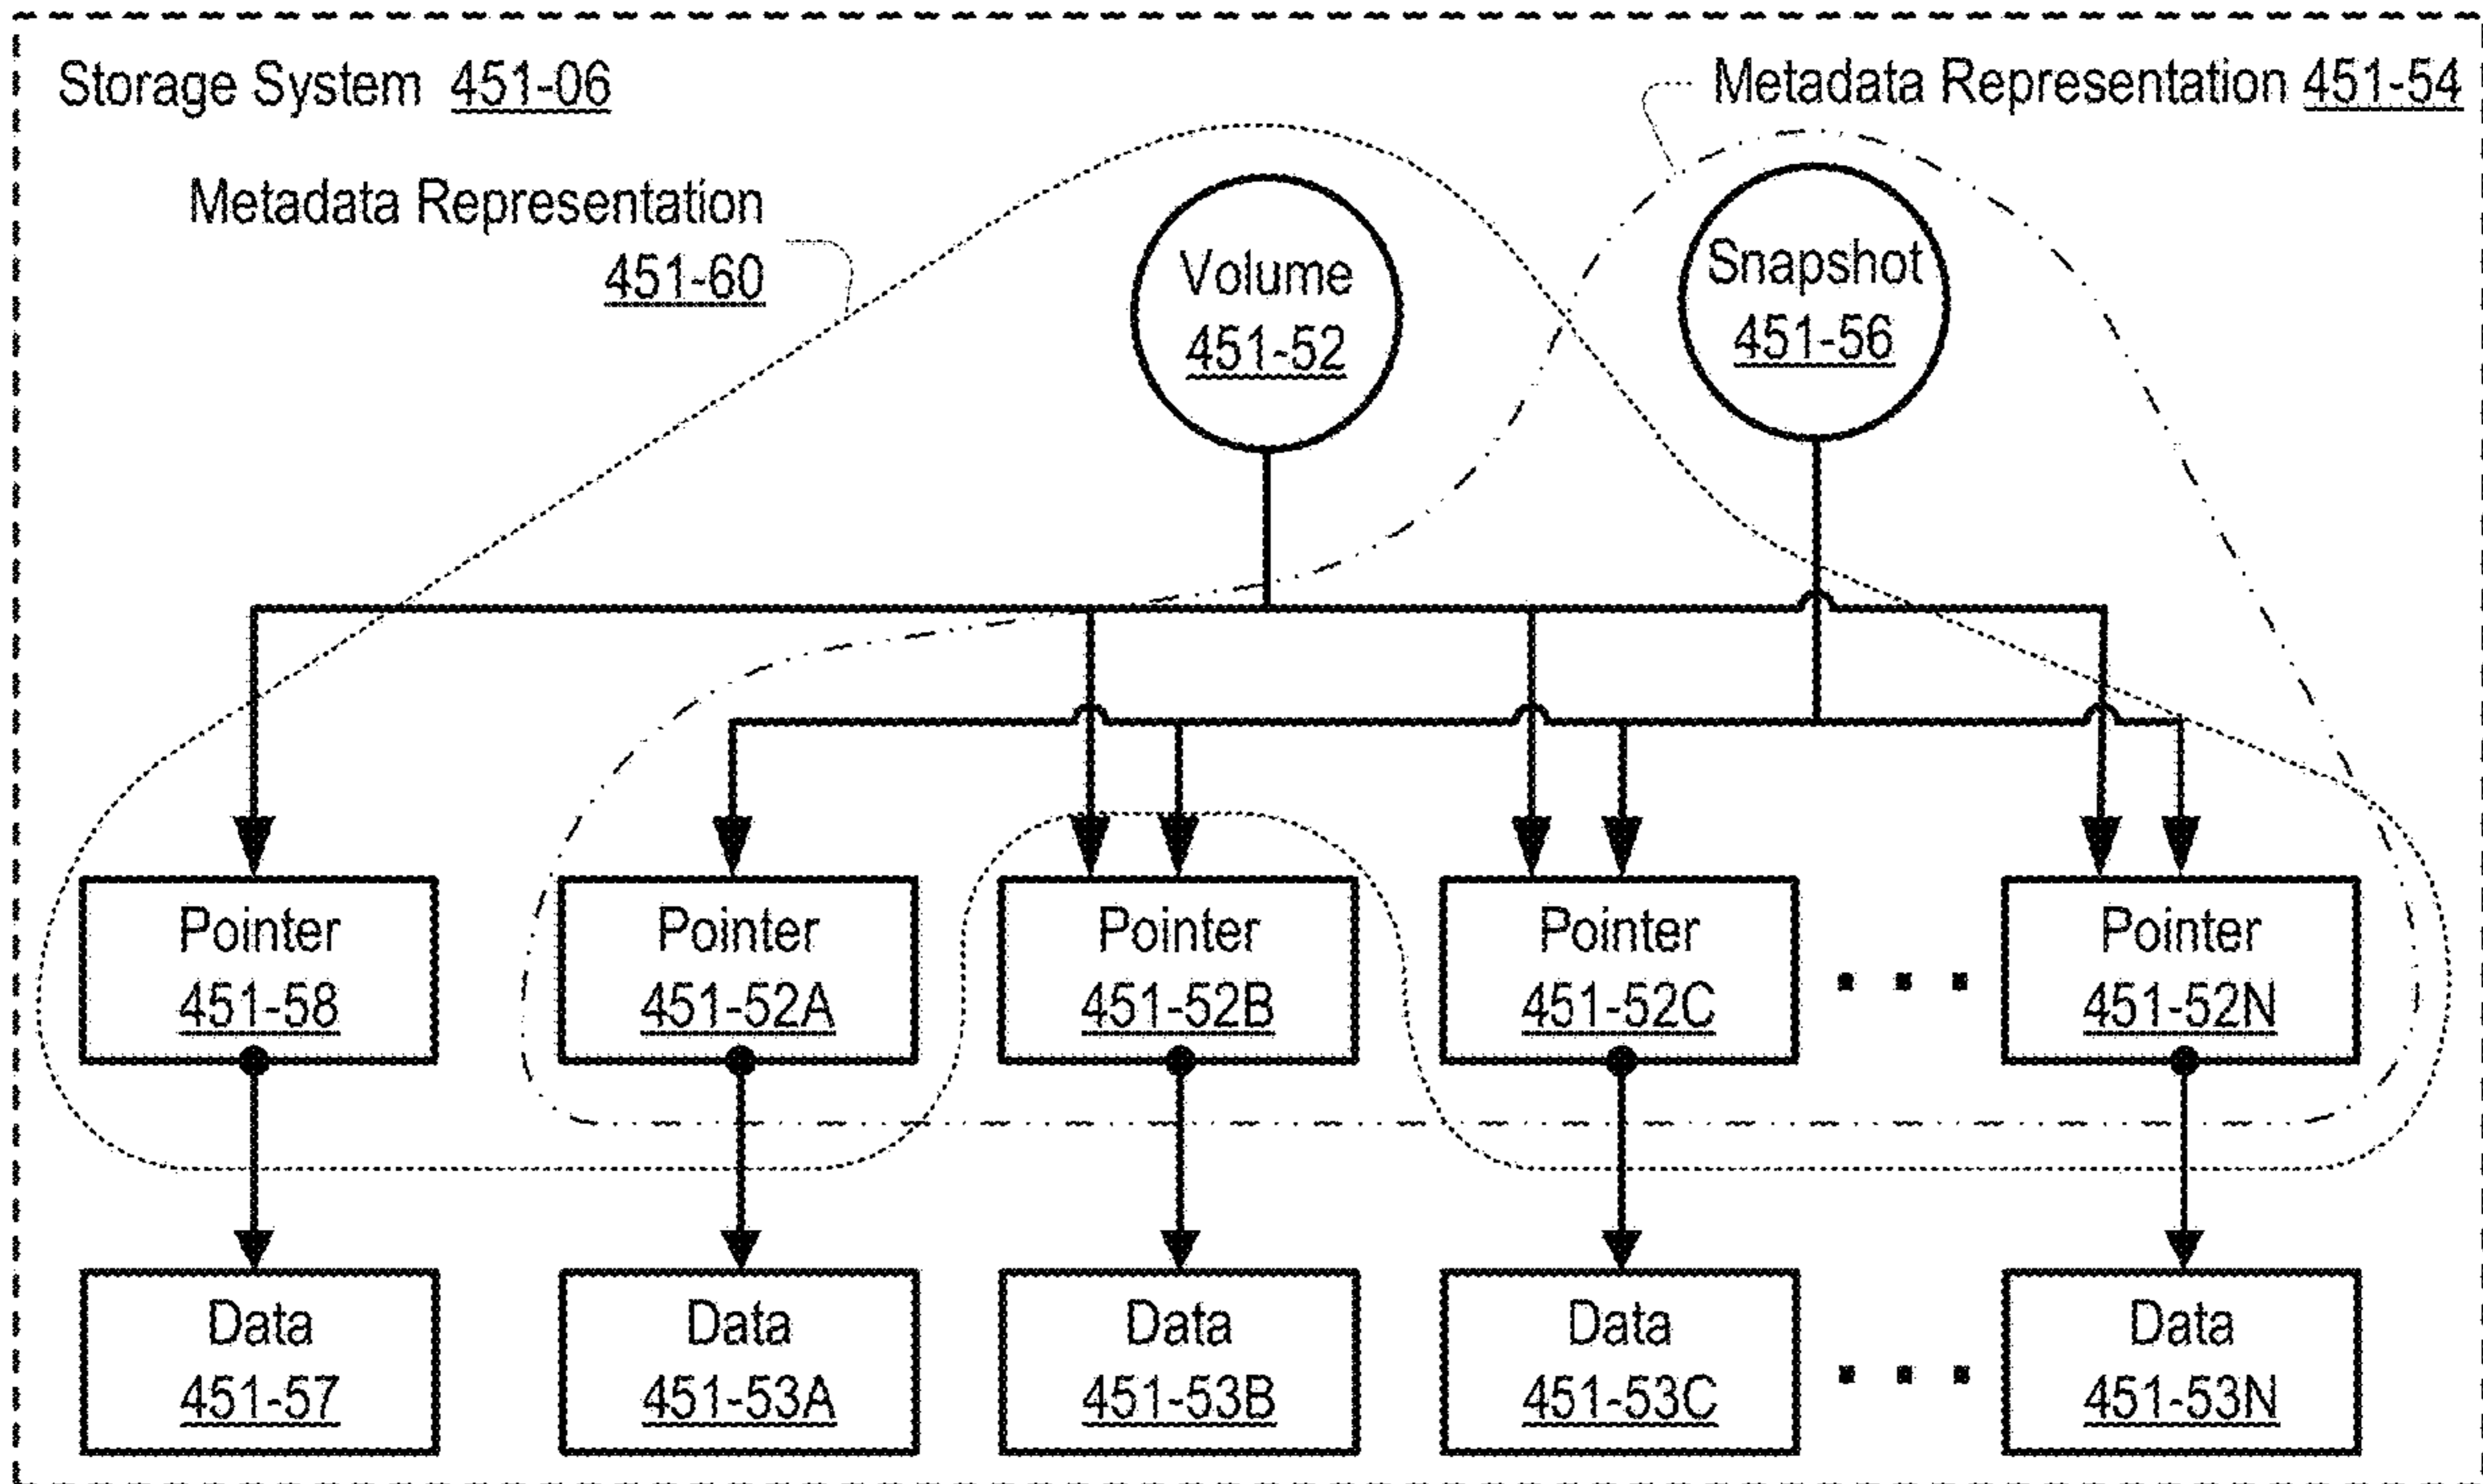 Storage System 451-06
Metadata Representation 451-54
Metadata Representation
451-60
Volume
451-52
Snapshot
451-56
Pointer
451-58
Pointer
451-52A
Pointer
451-52B
Pointer
451-52C
Pointer
451-52N
Data
451-57
Data
451-53A
Data
451-53B
Data
451-53C
Data
451-53N